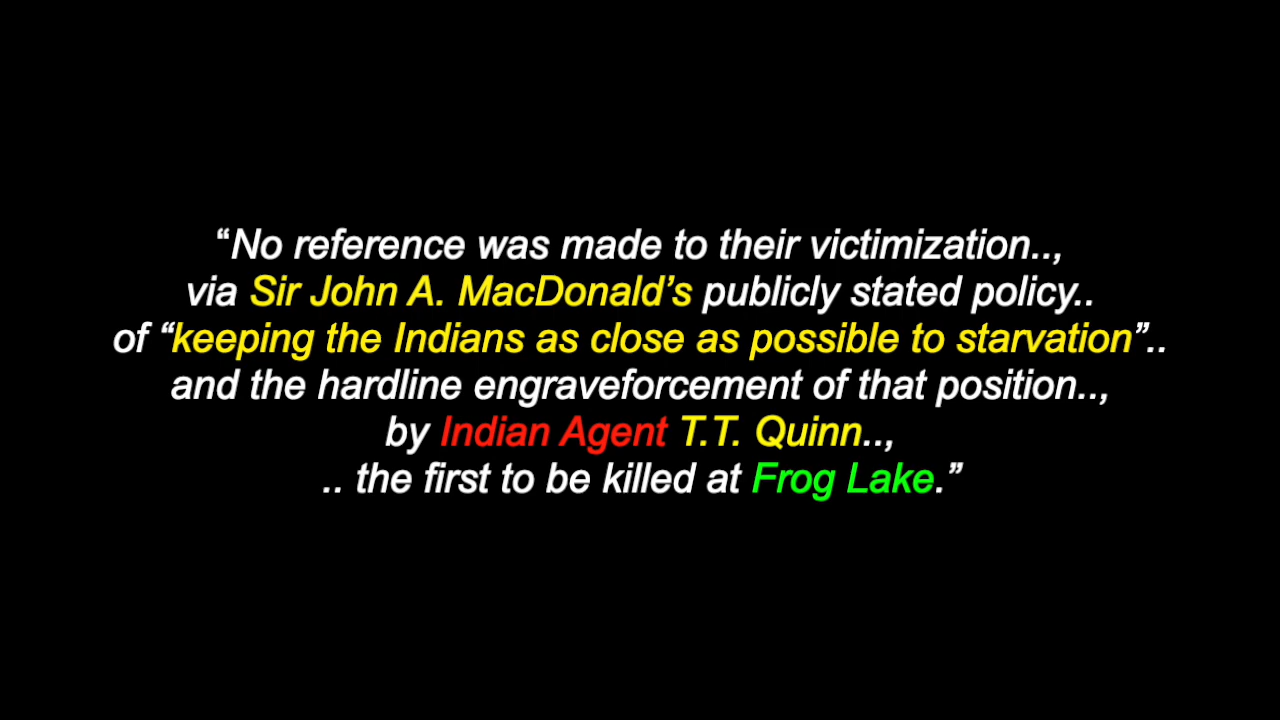 “No reference was made to their victimization..,
via Sir John A. MacDonald’s publicly stated policy..
of “keeping the Indians as close as possible to starvation”..
and the hardline engraveforcement of that position..,
by Indian Agent T.T. Quinn..,
.. the first to be killed at Frog Lake.”